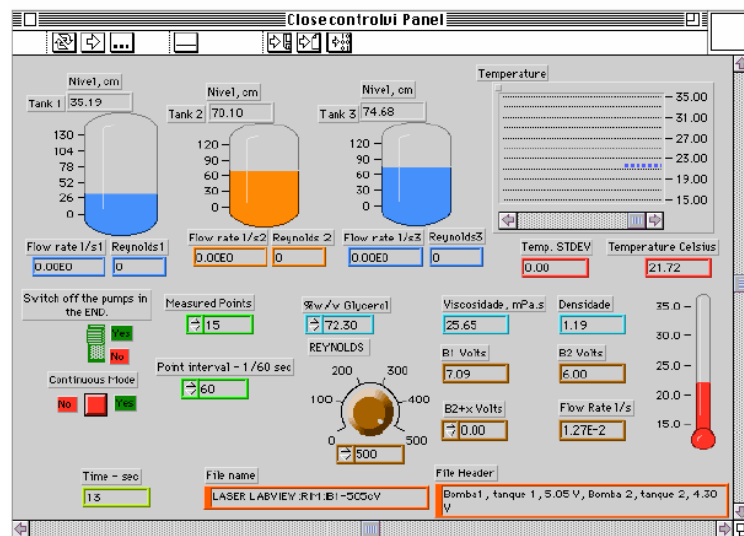 Closecontrolvi Panel
Nivel, cm
Tank 1 35.19
130
104
78
52
26
0
Flow rate l/s1 Reynolds1
0.00E0 0
Nivel, cm
Tank 2 70.10
120
90
60
30
0
Flow rate l/s2 Reynolds 2
0.00E0 0
Nivel, cm
Tank 3 74.68
120
90
60
30
0
Flow rate l/s3 Reynolds3
0.00E0 0
Temperature
35.00
31.00
27.00
23.00
19.00
15.00
Temp. STDEV Temperature Celsius
0.00 21.72
Switch off the pumps in
the END.
Yes
No
Continuous Mode
No Yes
Measured Points
15
Point interval - 1/60 sec
60
%w/v Glycerol
72.30
REYNOLDS
0
100
200
300
400
500
500
Viscosidade, mPa.s Densidade
25.65 1.19
B1 Volts B2 Volts
7.09 6.00
B2+x Volts Flow Rate l/s
0.00 1.27E-2
35.0
30.0
25.0
20.0
15.0
Time - sec
13
File name
File Header
Bomba1, tanque 1, 5.05 V, Bomba 2, tanque 2, 4.30
V
LASER LABVIEW